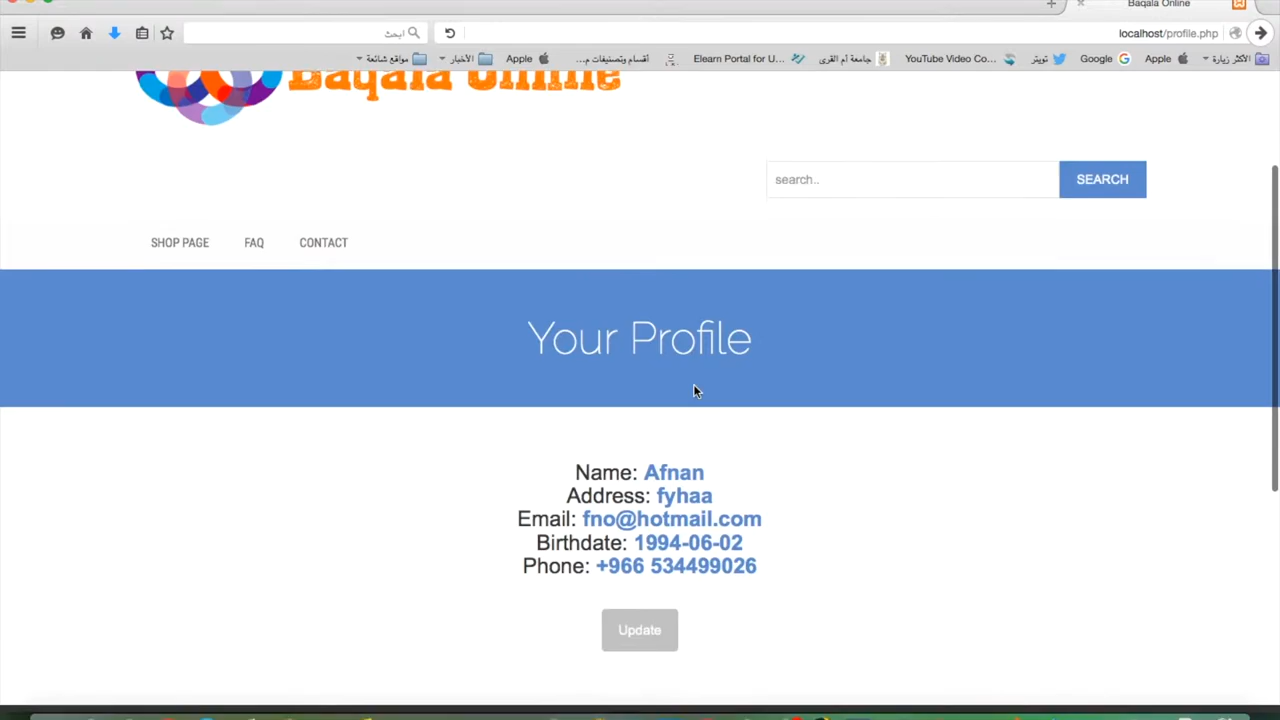 Baqala Online
ابحث
localhost/profile.php
مواقع شائعة
الأخبار
Apple
أقسام وتصنيفات م...
Elearn Portal for U...
جامعة أم القرى
YouTube Video Co...
تويتر
Google
Apple
الأكثر زيارة
Baqala Online
search..
SEARCH
SHOP PAGE
FAQ
CONTACT
Your Profile
Name: Afnan
Address: fyhaa
Email: fno@hotmail.com
Birthdate: 1994-06-02
Phone: +966 534499026
Update